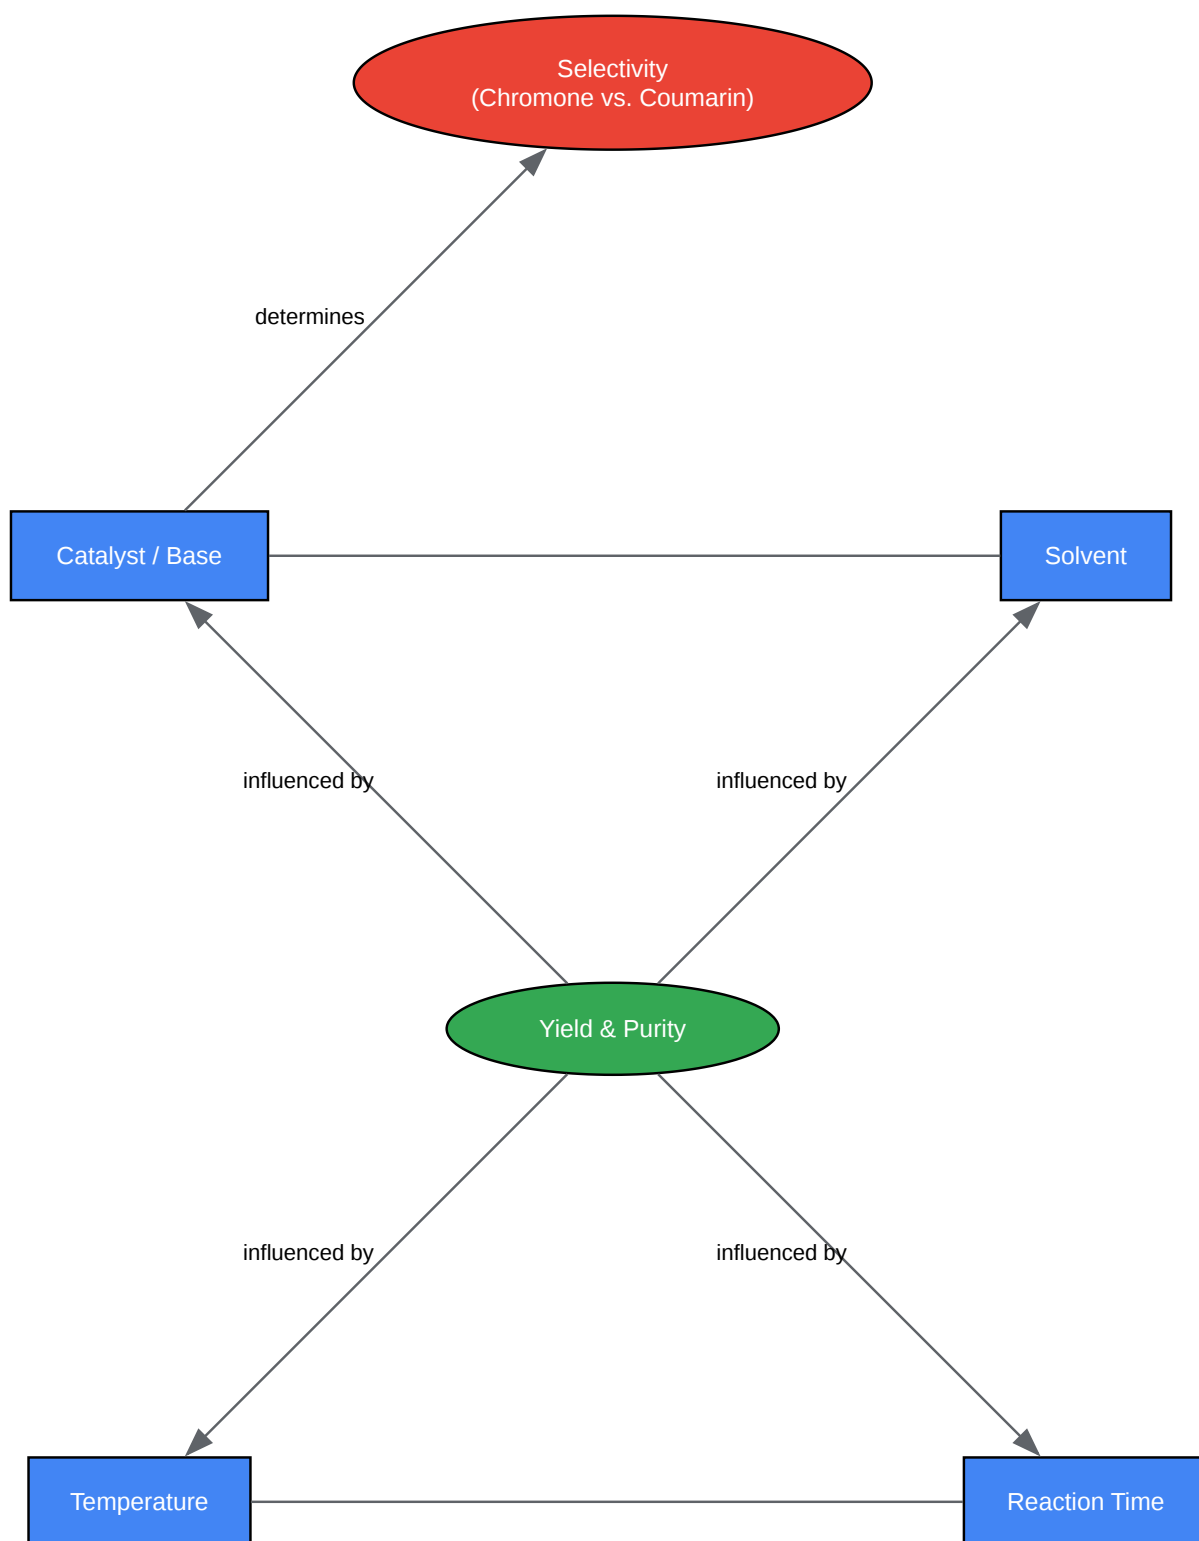 Selectivity
(Chromone vs. Coumarin)
determines
Catalyst / Base
Solvent
influenced by
influenced by
Yield & Purity
influenced by
influenced by
Temperature
Reaction Time